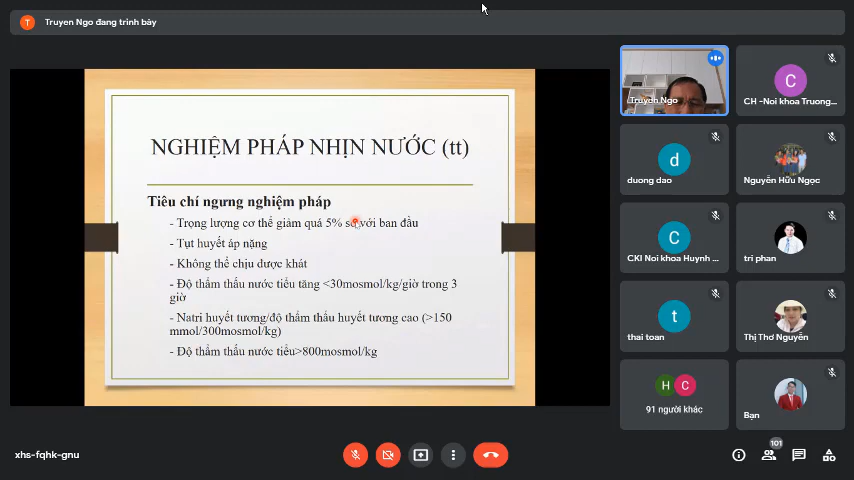 Truyen Ngo đang trình bày
NGHIỆM PHÁP NHỊN NƯỚC (tt)
Tiêu chí ngưng nghiệm pháp
- Trọng lượng cơ thể giảm quá 5% so với ban đầu
- Tụt huyết áp nặng
- Không thể chịu được khát
- Độ thẩm thấu nước tiểu tăng <30mosmol/kg/giờ trong 3
giờ
- Natri huyết tương/độ thẩm thấu huyết tương cao (>150
mmol/300mosmol/kg)
- Độ thẩm thấu nước tiểu>800mosmol/kg
Truyen Ngo
CH -Noi khoa Truong...
duong dao
Nguyễn Hữu Ngọc
CKI Noi khoa Huynh ...
tri phan
thai toan
Thị Thơ Nguyễn
91 người khác
Bạn
xhs-fqhk-gnu
101
T
C
d
C
t
H
C